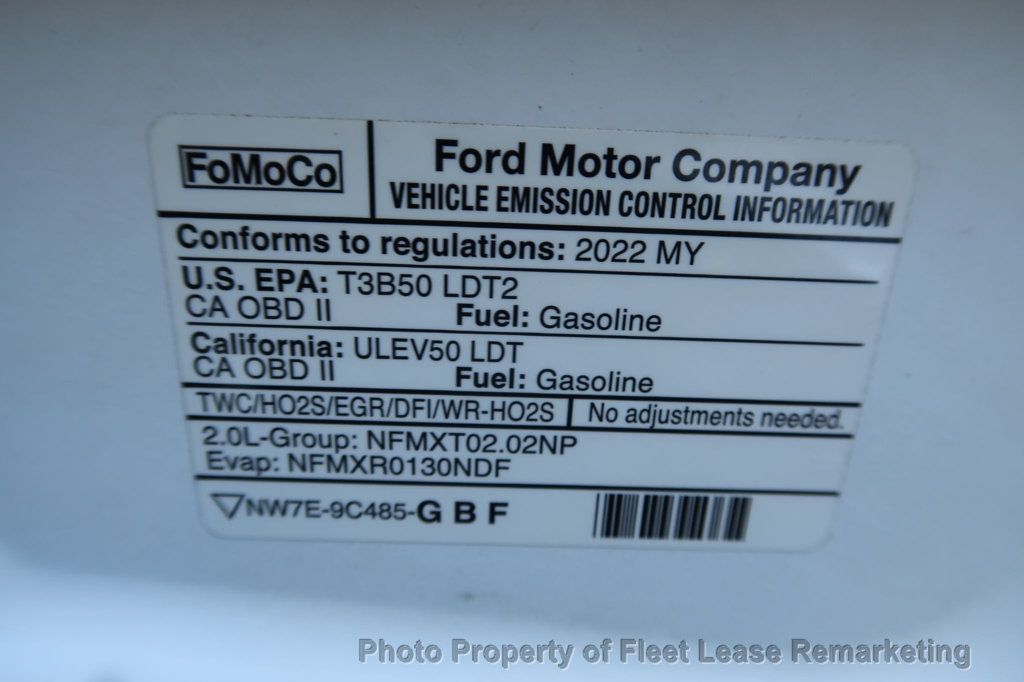 FoMoCo
Ford Motor Company
VEHICLE EMISSION CONTROL INFORMATION
Conforms to regulations: 2022 MY
U.S. EPA: T3B50 LDT2
CA OBD II Fuel: Gasoline
California: ULEV50 LDT
CA OBD II Fuel: Gasoline
TWC/HO2S/EGR/DFI/WR-HO2S No adjustments needed.
2.0L-Group: NFMXT02.02NP
Evap: NFMXR0130NDF
NW7E-9C485-G B F
Photo Property of Fleet Lease Remarketing